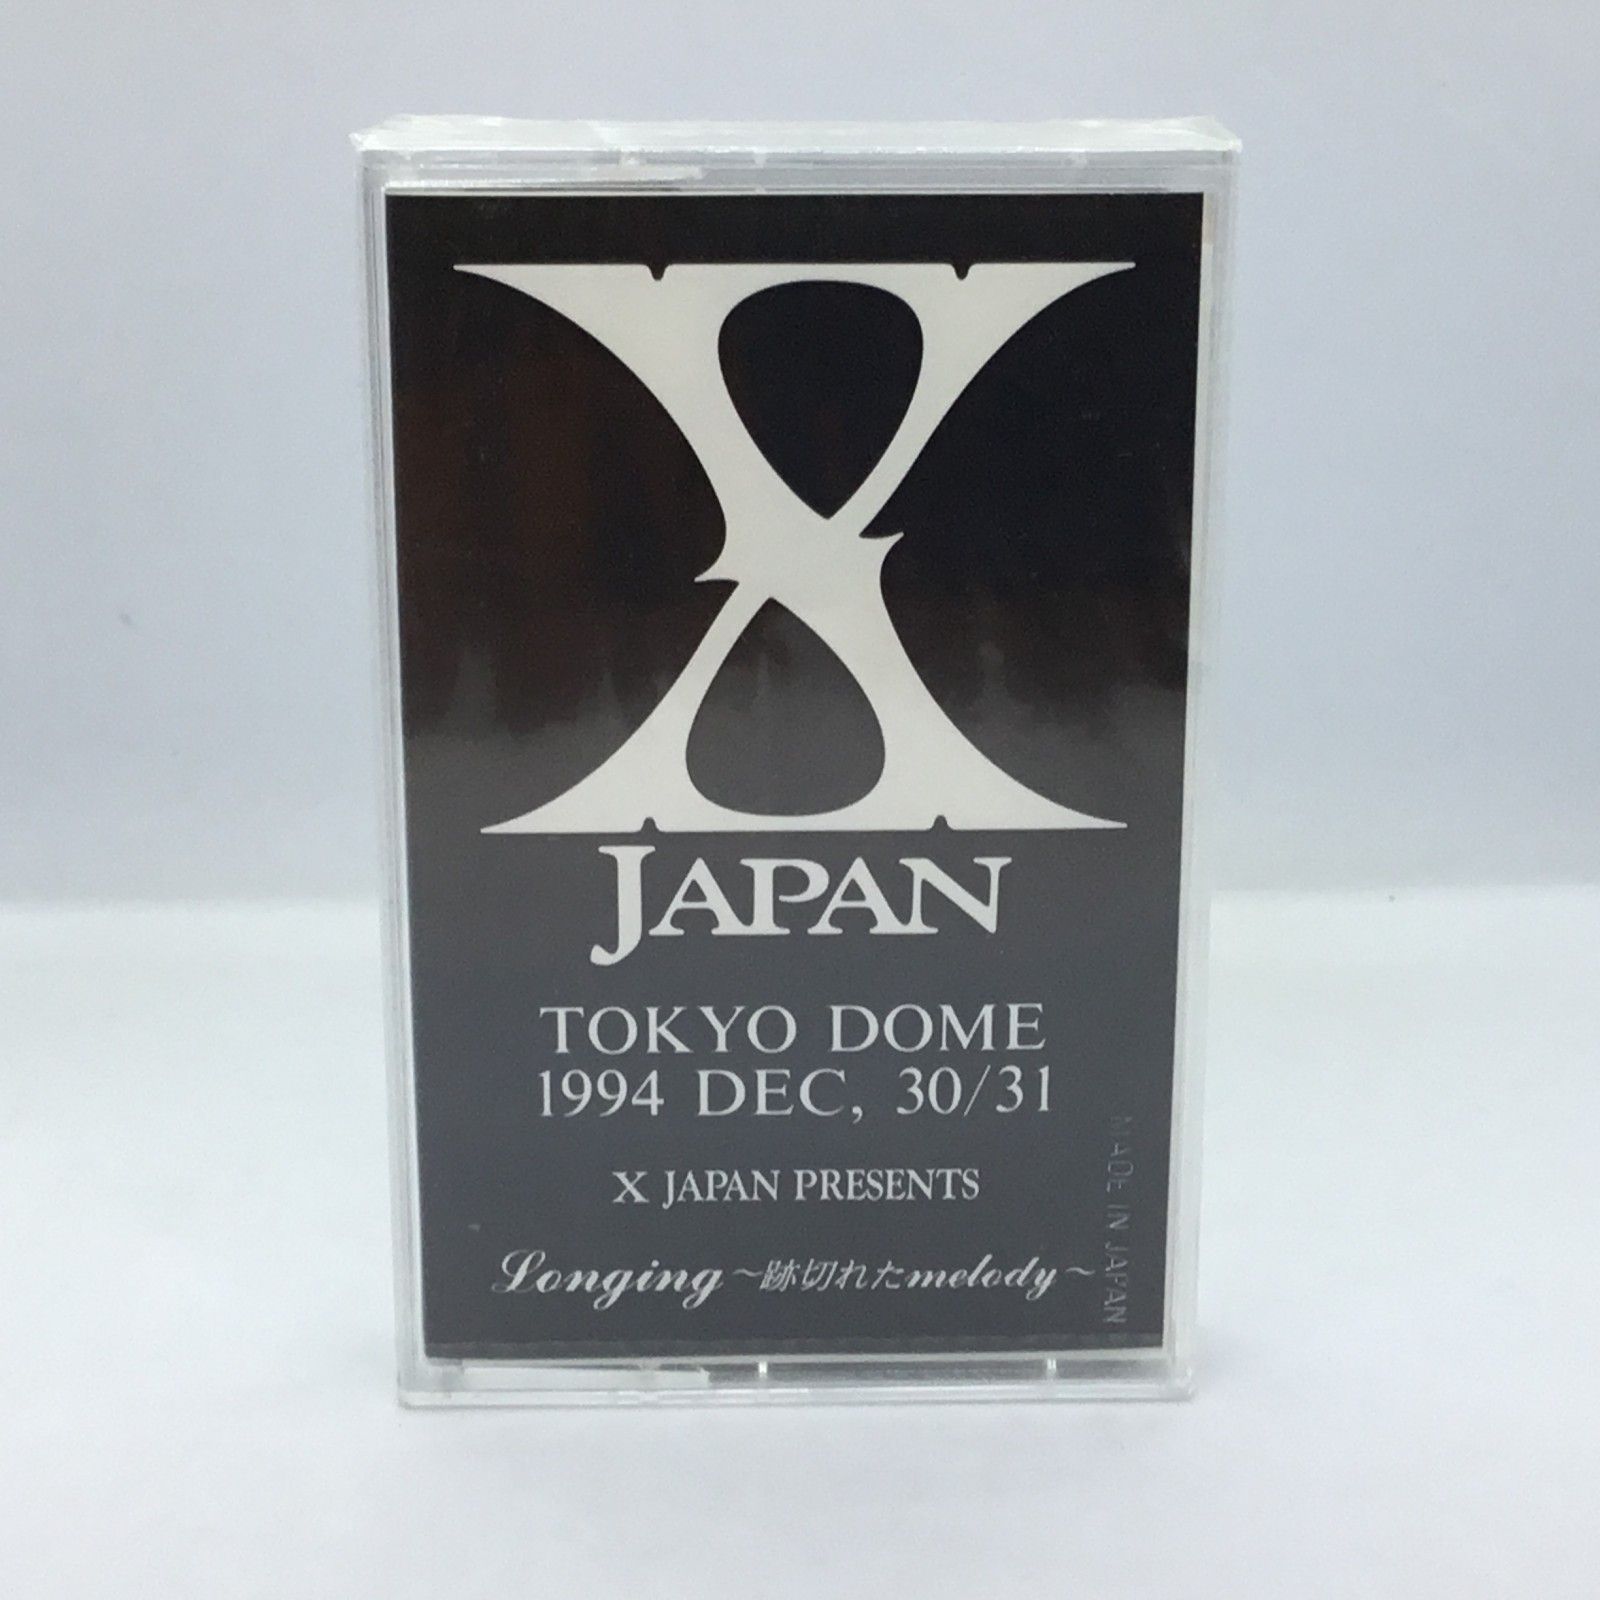 X
JAPAN
TOKYO DOME
1994 DEC, 30/31
X JAPAN PRESENTS
Longing ～跡切れたmelody～
MADE IN JAPAN